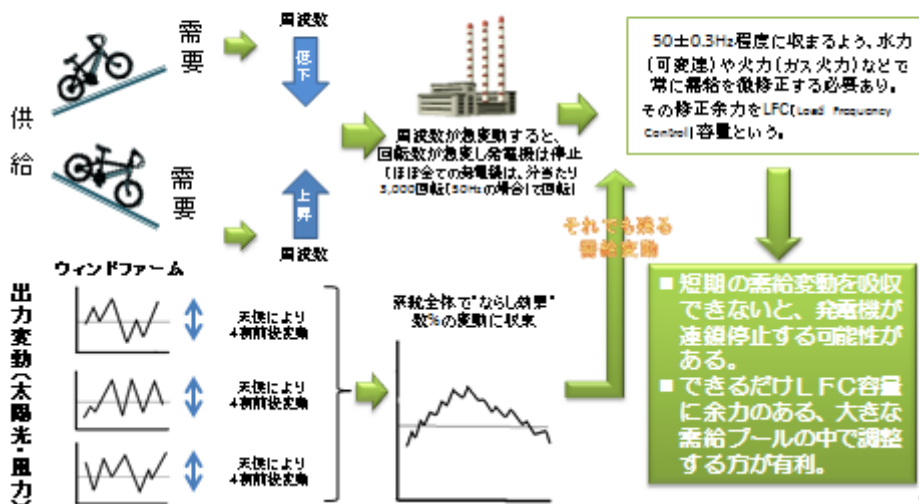 供給
需要
需要
周波数
低下
上昇
周波数
周波数が急変動すると、
回転数が急変し発電機は停止
(ほぼ全ての発電機は、分当たり
3,000回転(50Hzの場合)で回転)
50±0.3Hz程度に収まるよう、水力
(可変速)や火力(ガス火力)などで
常に需給を微修正する必要あり。
その修正余力をLFC(Load Frequency
Control)容量という。
それでも残る
需給変動
ウィンドファーム
出力変動(太陽光・風力)
天候により
4割前後変動
天候により
4割前後変動
天候により
4割前後変動
系統全体で"ならし効果"
数%の変動に収束
■ 短期の需給変動を吸収
できないと、発電機が
連鎖停止する可能性が
ある。
■ できるだけLFC容量
に余力のある、大きな
需給プールの中で調整
する方が有利。